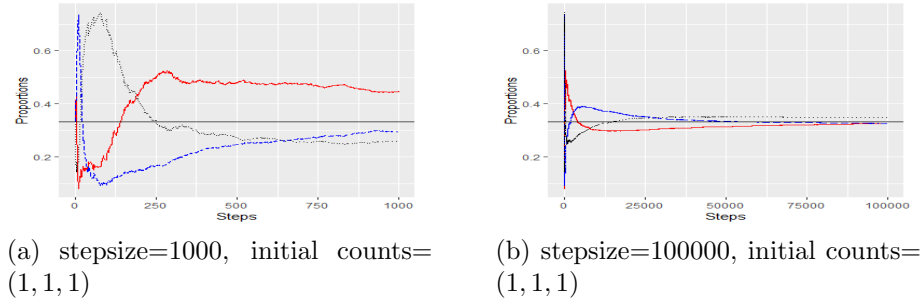 0.6
0.4
0.2
Proportions
0
250
500
750
1000
Steps
(a) stepsize=1000, initial counts=
(1, 1, 1)
0.6
0.4
0.2
Proportions
0
25000
50000
75000
100000
Steps
(b) stepsize=100000, initial counts=
(1, 1, 1)